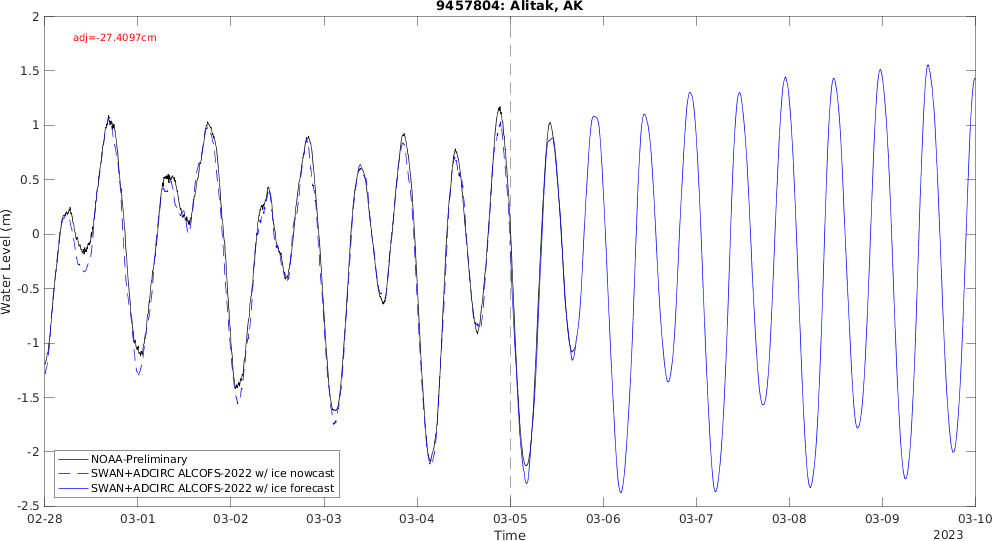 9457804: Alitak, AK
adj=-27.4097cm
2
1.5
1
0.5
0
-0.5
-1
-1.5
-2
-2.5
Water Level (m)
NOAA-Preliminary
SWAN+ADCIRC ALCOFS-2022 w/ ice nowcast
SWAN+ADCIRC ALCOFS-2022 w/ ice forecast
02-28 03-01 03-02 03-03 03-04 03-05 03-06 03-07 03-08 03-09 03-10
Time
2023